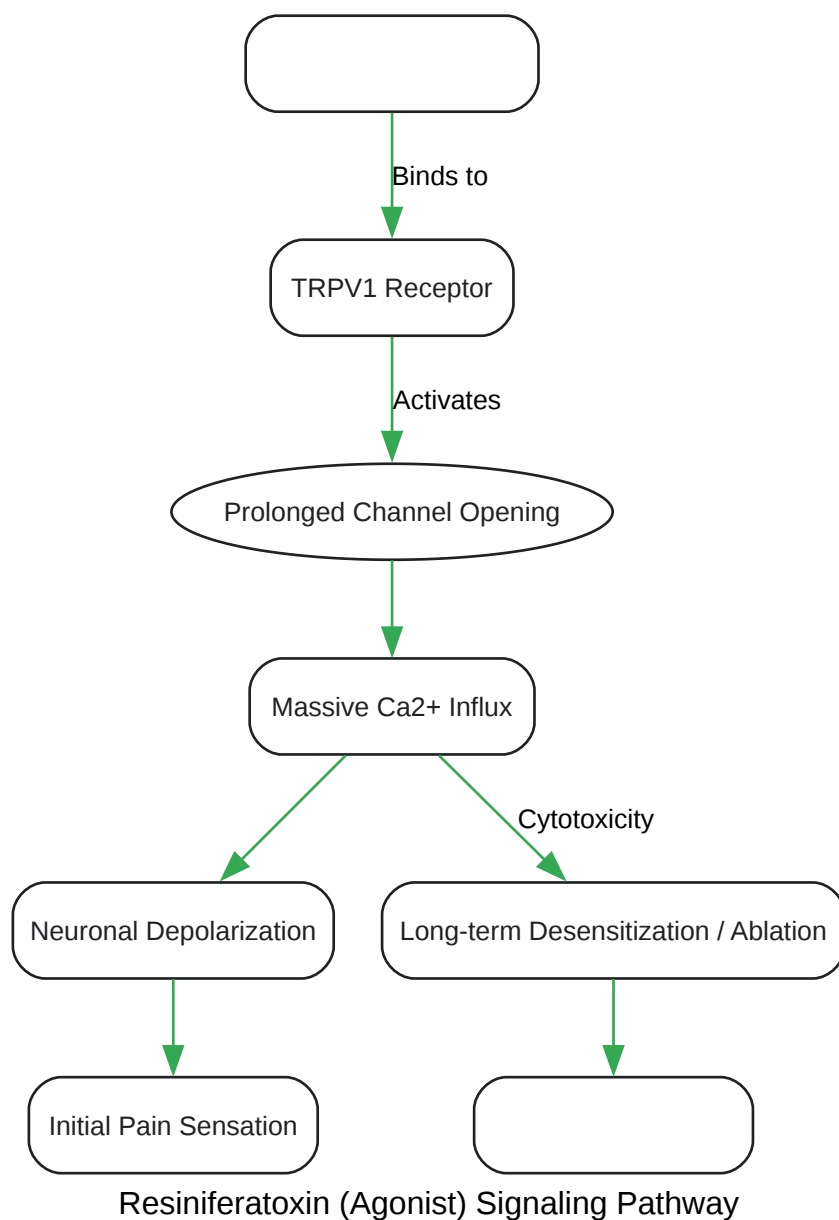 Binds to
TRPV1 Receptor
Activates
Prolonged Channel Opening
Massive Ca2+ Influx
Cytotoxicity
Neuronal Depolarization
Long-term Desensitization / Ablation
Initial Pain Sensation
Resiniferatoxin (Agonist) Signaling Pathway